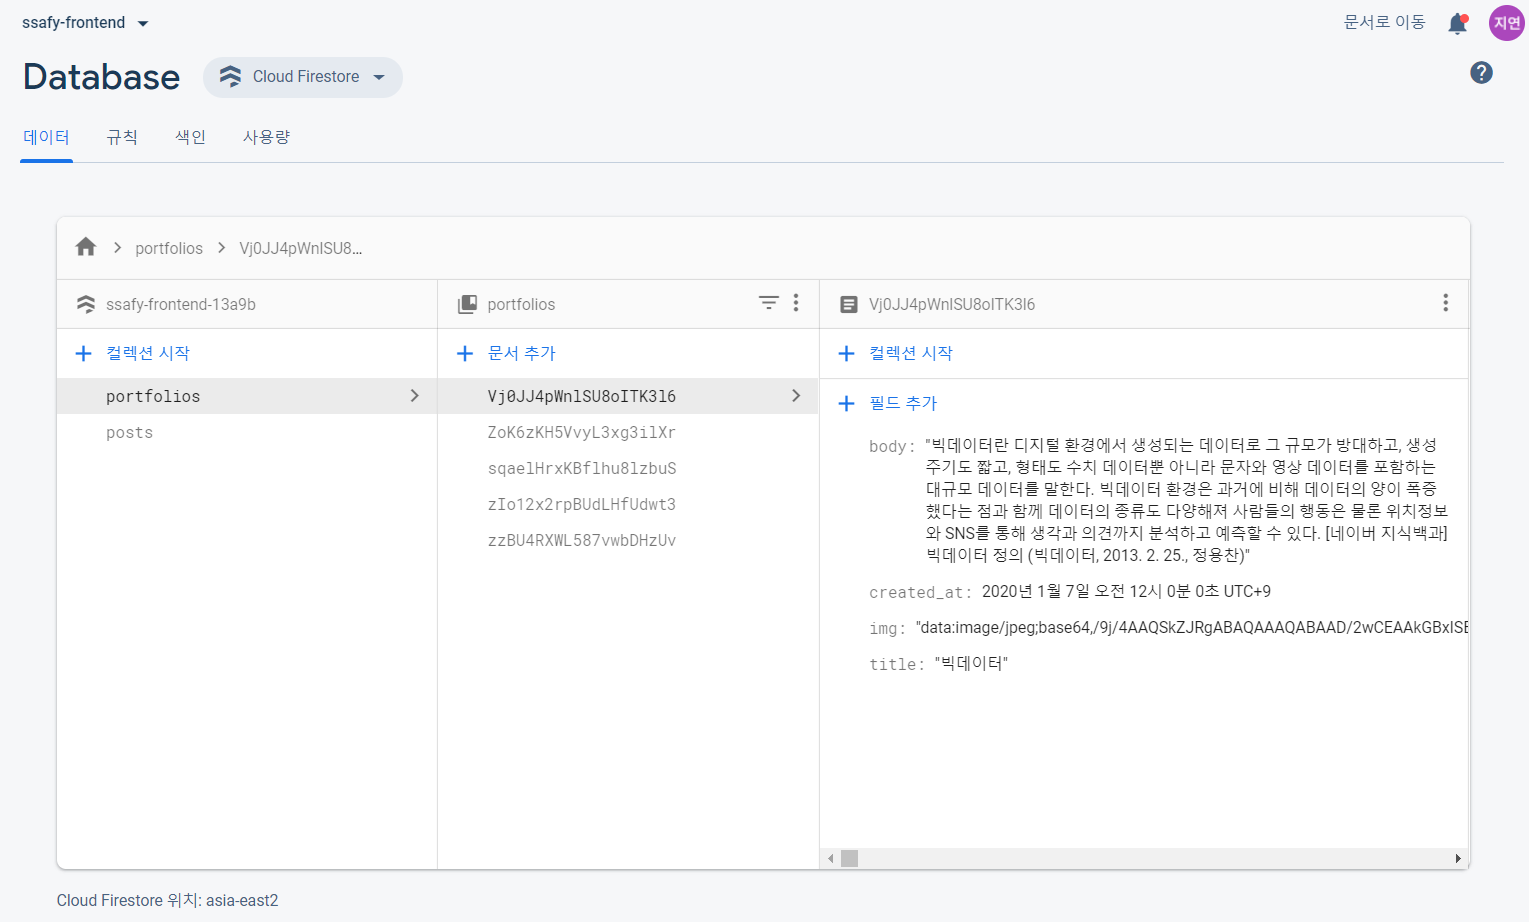 ssafy-frontend
문서로 이동
지연
Database
Cloud Firestore
데이터
규칙
색인
사용량
portfolios
Vj0JJ4pWnlSU8...
ssafy-frontend-13a9b
portfolios
Vj0JJ4pWnlSU8oITK3l6
컬렉션 시작
문서 추가
컬렉션 시작
portfolios
posts
Vj0JJ4pWnlSU8oITK3l6
ZoK6zKH5VvyL3xg3ilXr
sqaelHrxKBflhu8lzbuS
zIo12x2rpBUdLHfUdwt3
zzBU4RXWL587vwbDHzUv
필드 추가
body: "빅데이터란 디지털 환경에서 생성되는 데이터로 그 규모가 방대하고, 생성
주기도 짧고, 형태도 수치 데이터뿐 아니라 문자와 영상 데이터를 포함하는
대규모 데이터를 말한다. 빅데이터 환경은 과거에 비해 데이터의 양이 폭증
했다는 점과 함께 데이터의 종류도 다양해져 사람들의 행동은 물론 위치정보
와 SNS를 통해 생각과 의견까지 분석하고 예측할 수 있다. [네이버 지식백과]
빅데이터 정의 (빅데이터, 2013. 2. 25., 정용찬)"
created_at: 2020년 1월 7일 오전 12시 0분 0초 UTC+9
img: "data:image/jpeg;base64,/9j/4AAQSkZJRgABAQAAAQABAAD/2wCEAAkGBxISE
title: "빅데이터"
Cloud Firestore 위치: asia-east2